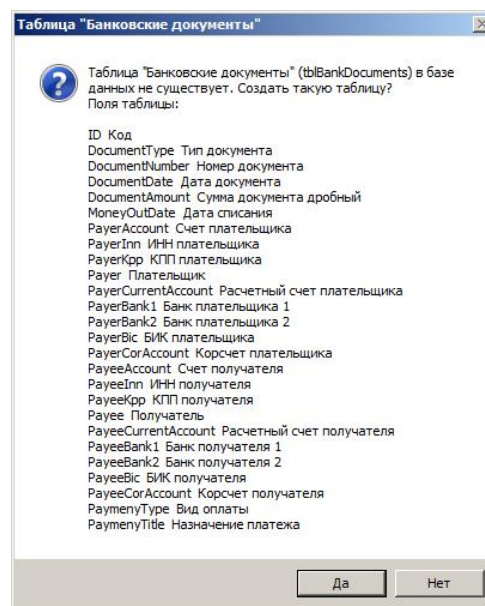 Таблица "Банковские документы"
Таблица "Банковские документы" (tblBankDocuments) в базе
данных не существует. Создать такую таблицу?
Поля таблицы:
ID Код
DocumentType Тип документа
DocumentNumber Номер документа
DocumentDate Дата документа
DocumentAmount Сумма документа дробный
MoneyOutDate Дата списания
PayerAccount Счет плательщика
PayerInn ИНН плательщика
PayerKpp КПП плательщика
Payer Плательщик
PayerCurrentAccount Расчетный счет плательщика
PayerBank1 Банк плательщика 1
PayerBank2 Банк плательщика 2
PayerBic БИК плательщика
PayerCorAccount Корсчет плательщика
PayeeAccount Счет получателя
PayeeInn ИНН получателя
PayeeKpp КПП получателя
Payee Получатель
PayeeCurrentAccount Расчетный счет получателя
PayeeBank1 Банк получателя 1
PayeeBank2 Банк получателя 2
PayeeBic БИК получателя
PayeeCorAccount Корсчет получателя
PaymenyType Вид оплаты
PaymenyTitle Назначение платежа
Да Нет